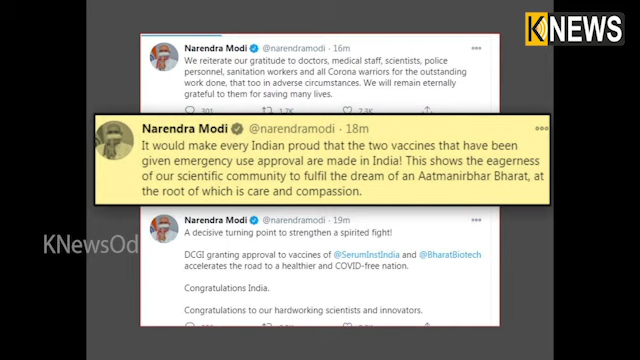 KNEWS
Narendra Modi @narendramodi · 16m
We reiterate our gratitude to doctors, medical staff, scientists, police
personnel, sanitation workers and all Corona warriors for the outstanding
work done, that too in adverse circumstances. We will remain eternally
grateful to them for saving many lives.
301 1.7K 7.3K
Narendra Modi @narendramodi · 18m
It would make every Indian proud that the two vaccines that have been
given emergency use approval are made in India! This shows the eagerness
of our scientific community to fulfil the dream of an Aatmanirbhar Bharat, at
the root of which is care and compassion.
Narendra Modi @narendramodi · 19m
A decisive turning point to strengthen a spirited fight!
KNewsOd
DCGI granting approval to vaccines of @SerumInstIndia and @BharatBiotech
accelerates the road to a healthier and COVID-free nation.
Congratulations India.
Congratulations to our hardworking scientists and innovators.